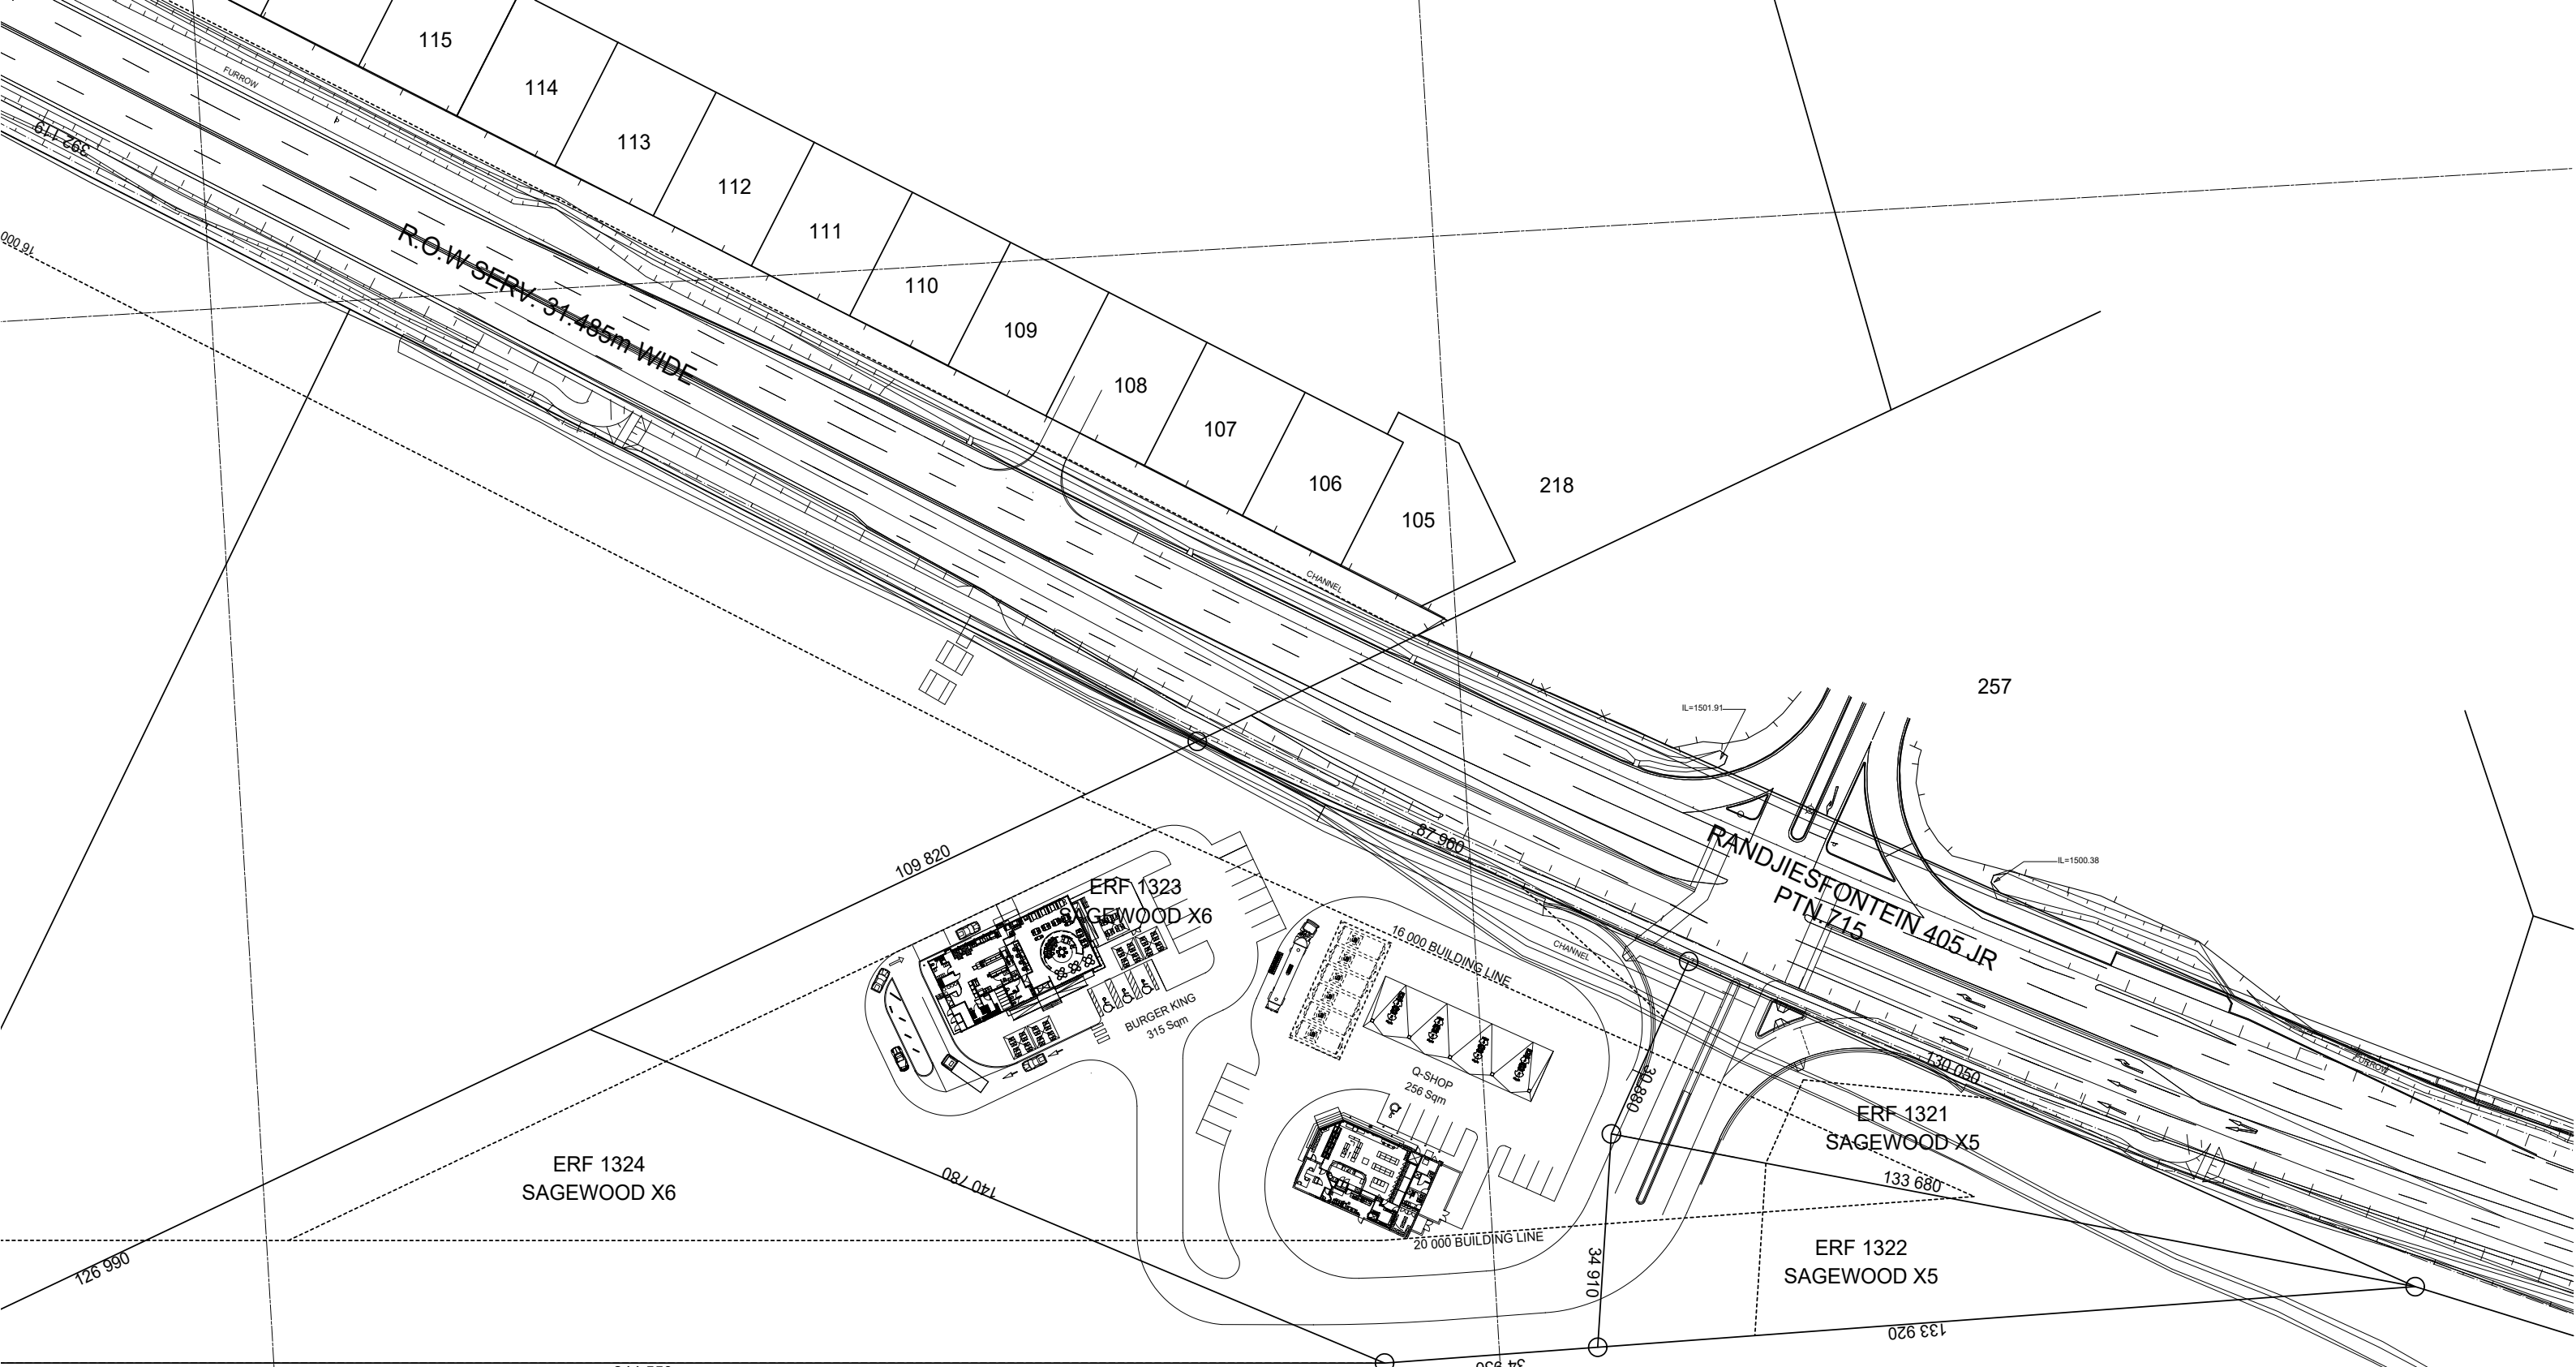 115
114
113
112
111
110
109
108
107
106
105
218
257
FURROW
392 119
16 000
R.O.W SERV. 31.485m WIDE
CHANNEL
IL=1501.91
IL=1500.38
87 960
RANDJIESFONTEIN 405 JR
PTN 715
109 820
ERF 1323
SAGEWOOD X6
BURGER KING
315 Sqm
16 000 BUILDING LINE
CHANNEL
Q-SHOP
256 Sqm
30 880
130 050
FURROW
ERF 1321
SAGEWOOD X5
133 680
ERF 1324
SAGEWOOD X6
140 780
20 000 BUILDING LINE
34 910
ERF 1322
SAGEWOOD X5
126 990
133 920
34 930